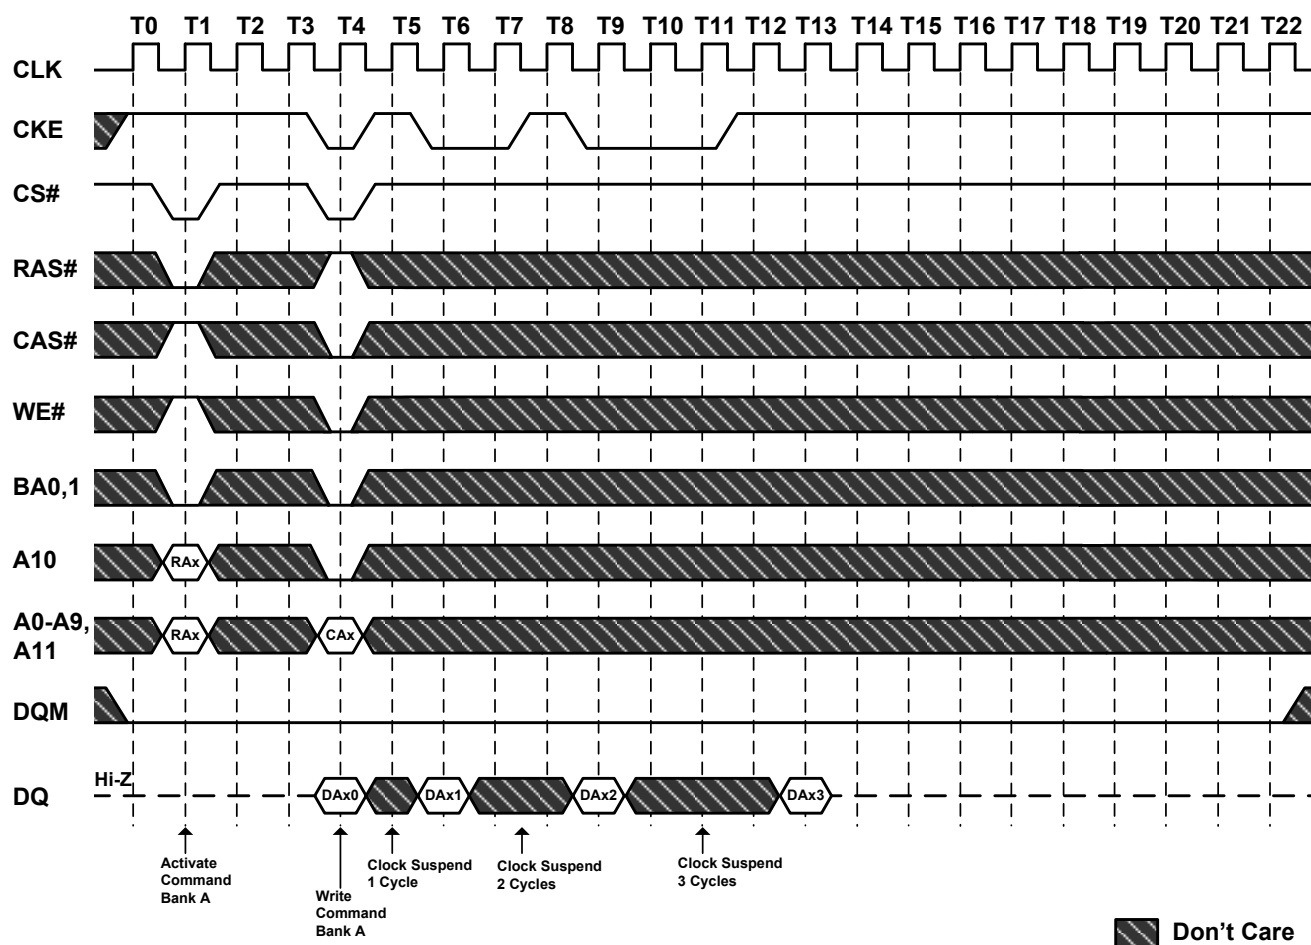 T0 T1 T2 T3 T4 T5 T6 T7 T8 T9 T10 T11 T12 T13 T14 T15 T16 T17 T18 T19 T20 T21 T22
CLK
CKE
CS#
RAS#
CAS#
WE#
BA0,1
A10 RAx
A0-A9,
A11 RAx CAx
DQM
Hi-Z
DQ DAx0 DAx1 DAx2 DAx3
Activate
Command
Bank A
Write
Command
Bank A
Clock Suspend
1 Cycle
Clock Suspend
2 Cycles
Clock Suspend
3 Cycles
Don't Care